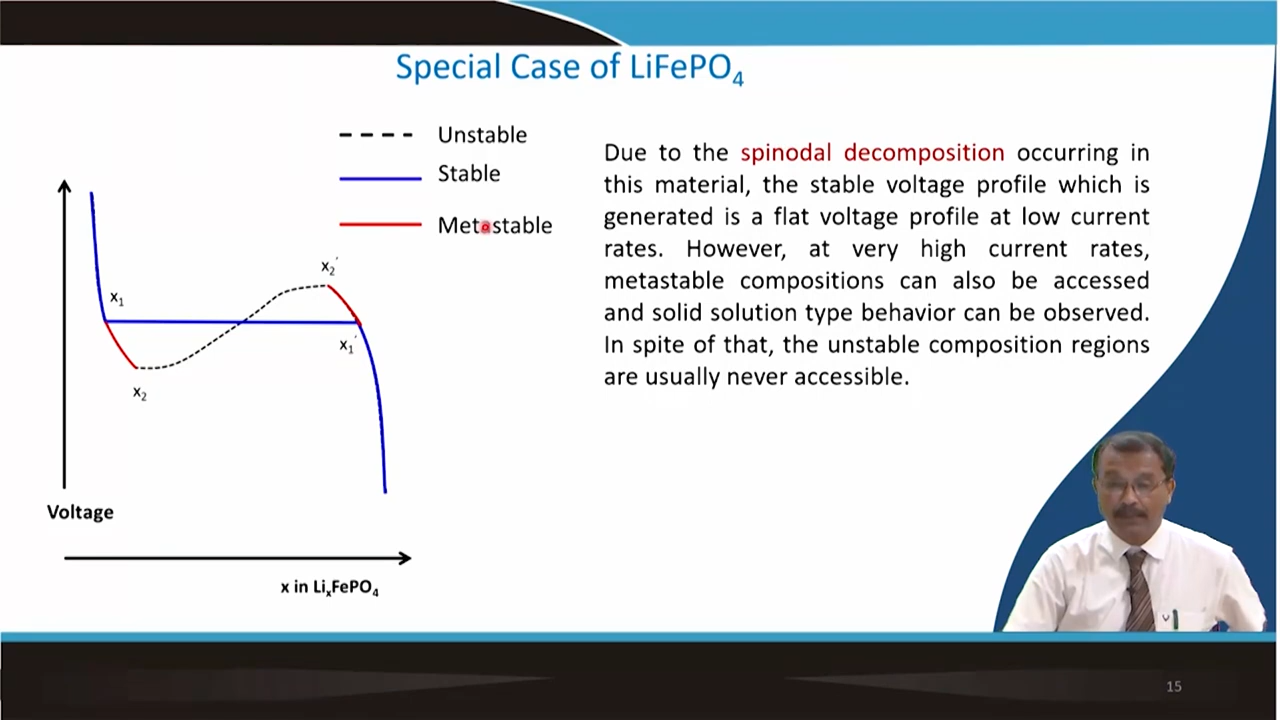 Special Case of LiFePO₄
Unstable
Stable
Metastable
x₂′
x₁
x₁′
x₂
Voltage
x in LiₓFePO₄
Due to the spinodal decomposition occurring in
this material, the stable voltage profile which is
generated is a flat voltage profile at low current
rates. However, at very high current rates,
metastable compositions can also be accessed
and solid solution type behavior can be observed.
In spite of that, the unstable composition regions
are usually never accessible.
15